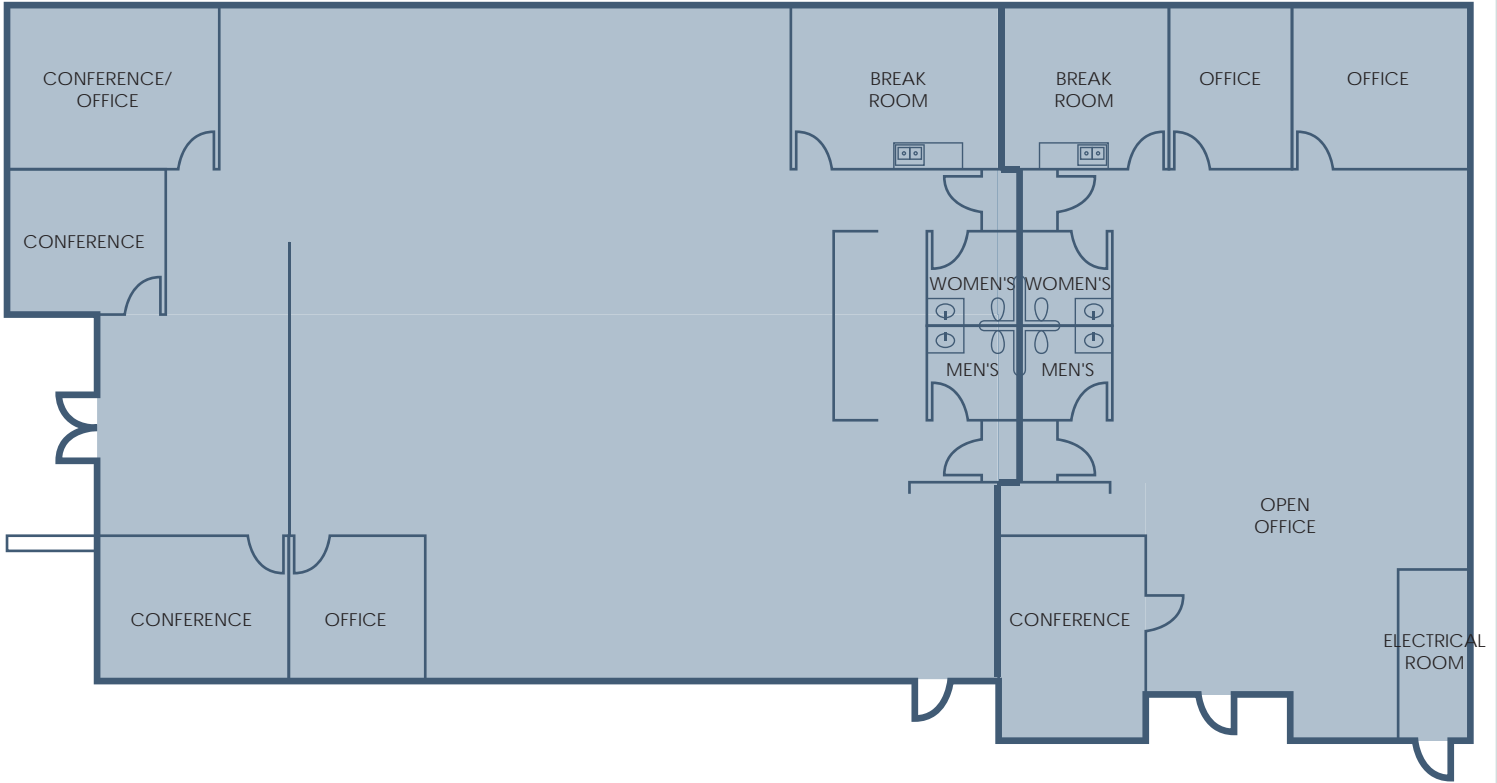 CONFERENCE/
OFFICE
BREAK
ROOM
BREAK
ROOM
OFFICE
OFFICE
CONFERENCE
WOMEN'S
WOMEN'S
MEN'S
MEN'S
OPEN
OFFICE
CONFERENCE
OFFICE
CONFERENCE
ELECTRICAL
ROOM